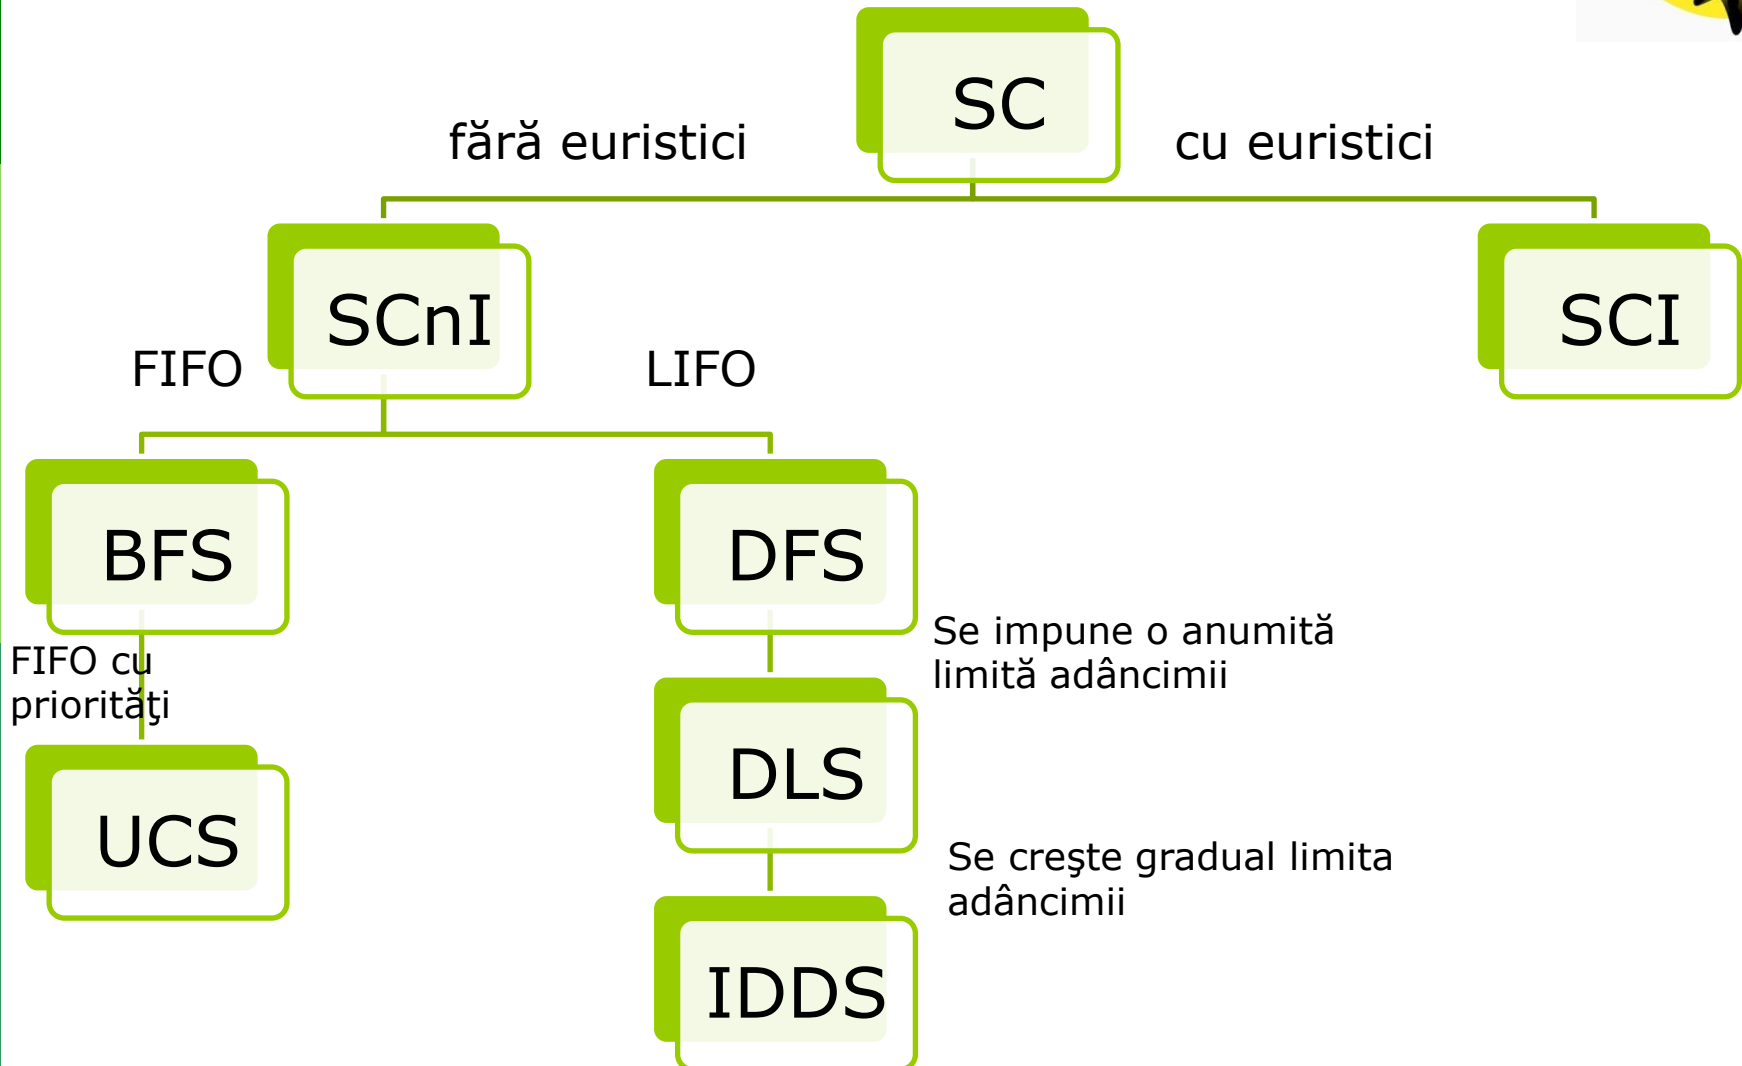 SC
fără euristici
cu euristici
SCnI
SCI
FIFO
LIFO
BFS
DFS
Se impune o anumită
limită adâncimii
FIFO cu
priorităţi
DLS
UCS
Se creşte gradual limita
adâncimii
IDDS